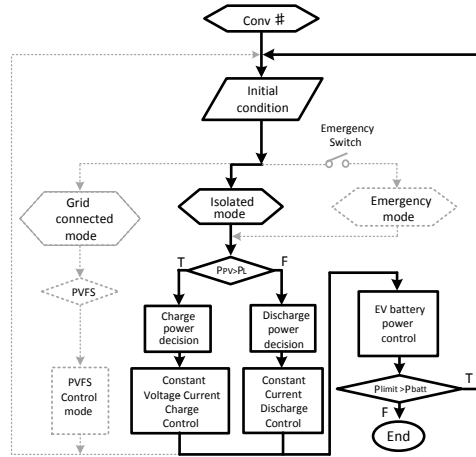 Conv #
Initial
condition
Emergency
Switch
Grid
connected
mode
Isolated
mode
Emergency
mode
T
PPV>PL
F
PVFS
Charge
power
decision
Discharge
power
decision
EV battery
power
control
PVFS
Control
mode
Constant
Voltage Current
Charge
Control
Constant
Current
Discharge
Control
Plimit>Pbatt
T
F
End